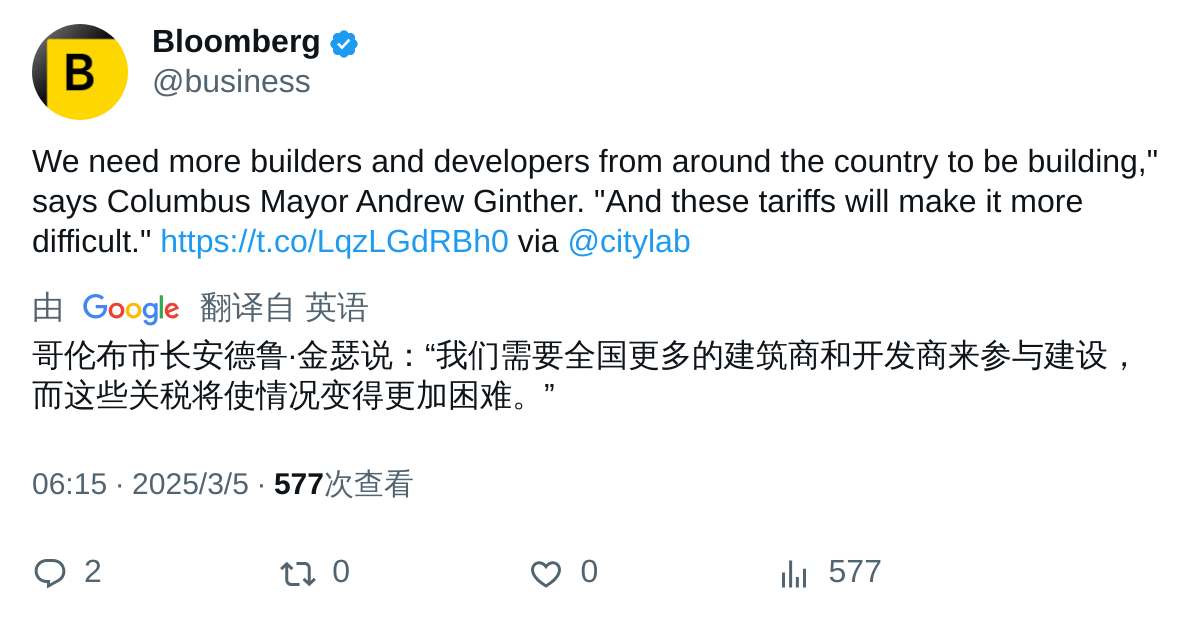 B
Bloomberg
@business
We need more builders and developers from around the country to be building,"
says Columbus Mayor Andrew Ginther. "And these tariffs will make it more
difficult." https://t.co/LqzLGdRBh0 via @citylab
由 Google 翻译自 英语
哥伦布市长安德鲁·金瑟说：“我们需要全国更多的建筑商和开发商来参与建设，
而这些关税将使情况变得更加困难。”
06:15 · 2025/3/5 · 577次查看
2 0 0 577